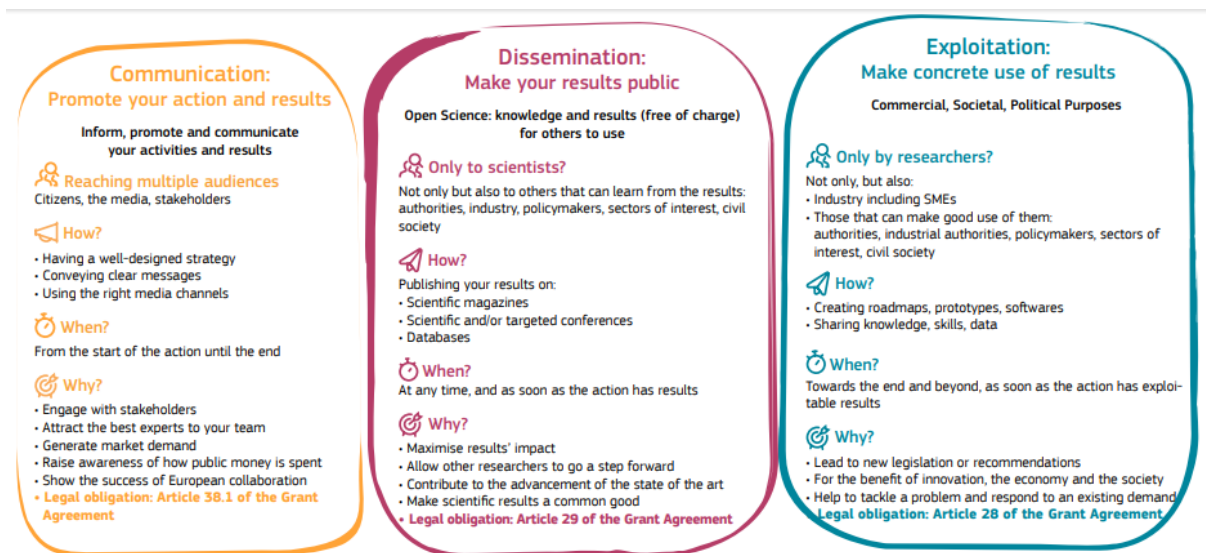 Communication:
Promote your action and results
Inform, promote and communicate
your activities and results
Reaching multiple audiences
Citizens, the media, stakeholders
How?
• Having a well-designed strategy
• Conveying clear messages
• Using the right media channels
When?
From the start of the action until the end
Why?
• Engage with stakeholders
• Attract the best experts to your team
• Generate market demand
• Raise awareness of how public money is spent
• Show the success of European collaboration
• Legal obligation: Article 38.1 of the Grant
Agreement
Dissemination:
Make your results public
Open Science: knowledge and results (free of charge)
for others to use
Only to scientists?
Not only but also to others that can learn from the results:
authorities, industry, policymakers, sectors of interest, civil
society
How?
Publishing your results on:
• Scientific magazines
• Scientific and/or targeted conferences
• Databases
When?
At any time, and as soon as the action has results
Why?
• Maximise results' impact
• Allow other researchers to go a step forward
• Contribute to the advancement of the state of the art
• Make scientific results a common good
• Legal obligation: Article 29 of the Grant Agreement
Exploitation:
Make concrete use of results
Commercial, Societal, Political Purposes
Only by researchers?
Not only, but also:
• Industry including SMEs
• Those that can make good use of them:
authorities, industrial authorities, policymakers, sectors of
interest, civil society
How?
• Creating roadmaps, prototypes, softwares
• Sharing knowledge, skills, data
When?
Towards the end and beyond, as soon as the action has exploi-
table results
Why?
• Lead to new legislation or recommendations
• For the benefit of innovation, the economy and the society
• Help to tackle a problem and respond to an existing demand
• Legal obligation: Article 28 of the Grant Agreement